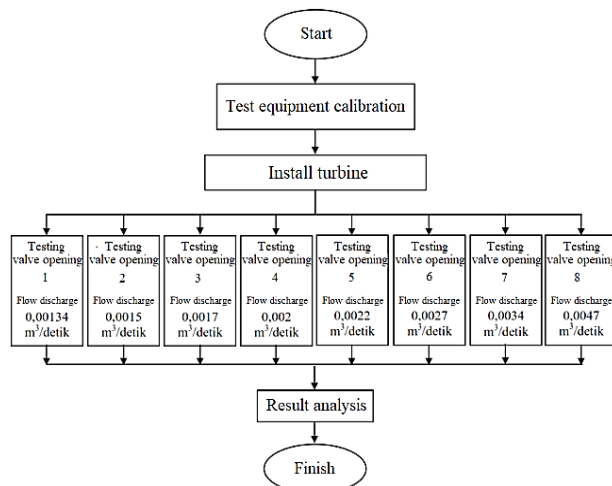 Start
Test equipment calibration
Install turbine
Testing
valve opening
1
Flow discharge
0,00134
m³/detik
Testing
valve opening
2
Flow discharge
0,0015
m³/detik
Testing
valve opening
3
Flow discharge
0,0017
m³/detik
Testing
valve opening
4
Flow discharge
0,002
m³/detik
Testing
valve opening
5
Flow discharge
0,0022
m³/detik
Testing
valve opening
6
Flow discharge
0,0027
m³/detik
Testing
valve opening
7
Flow discharge
0,0034
m³/detik
Testing
valve opening
8
Flow discharge
0,0047
m³/detik
Result analysis
Finish